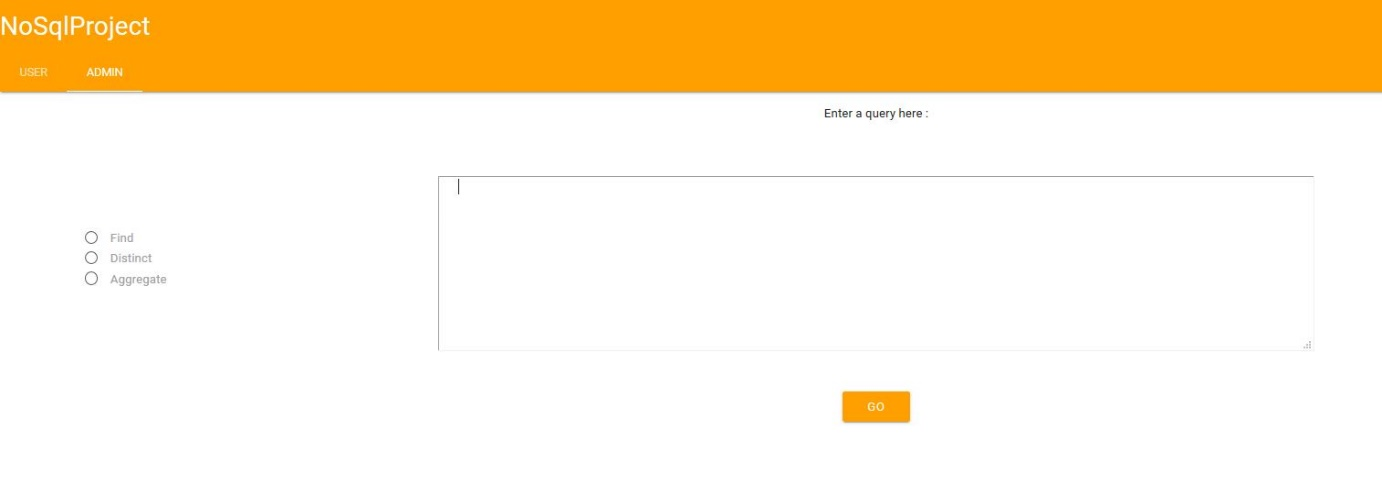 NoSqlProject
USER ADMIN
Enter a query here :
Find
Distinct
Aggregate
GO